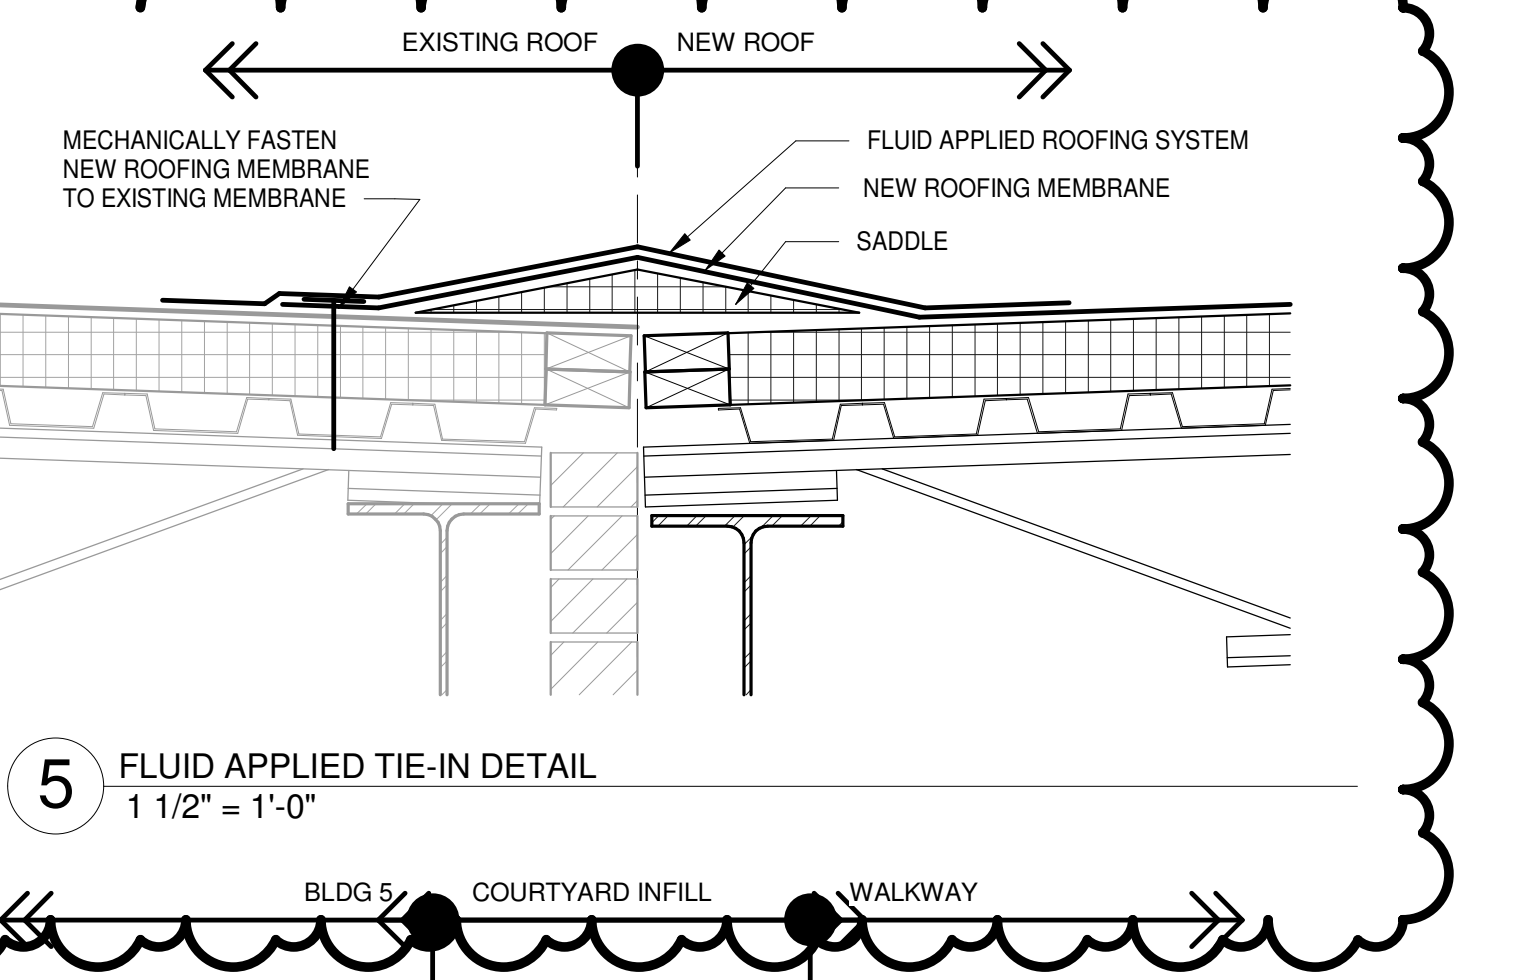 EXISTING ROOF
NEW ROOF
MECHANICALLY FASTEN
NEW ROOFING MEMBRANE
TO EXISTING MEMBRANE
FLUID APPLIED ROOFING SYSTEM
NEW ROOFING MEMBRANE
SADDLE
5
FLUID APPLIED TIE-IN DETAIL
1 1/2" = 1'-0"
BLDG 5
COURTYARD INFILL
WALKWAY